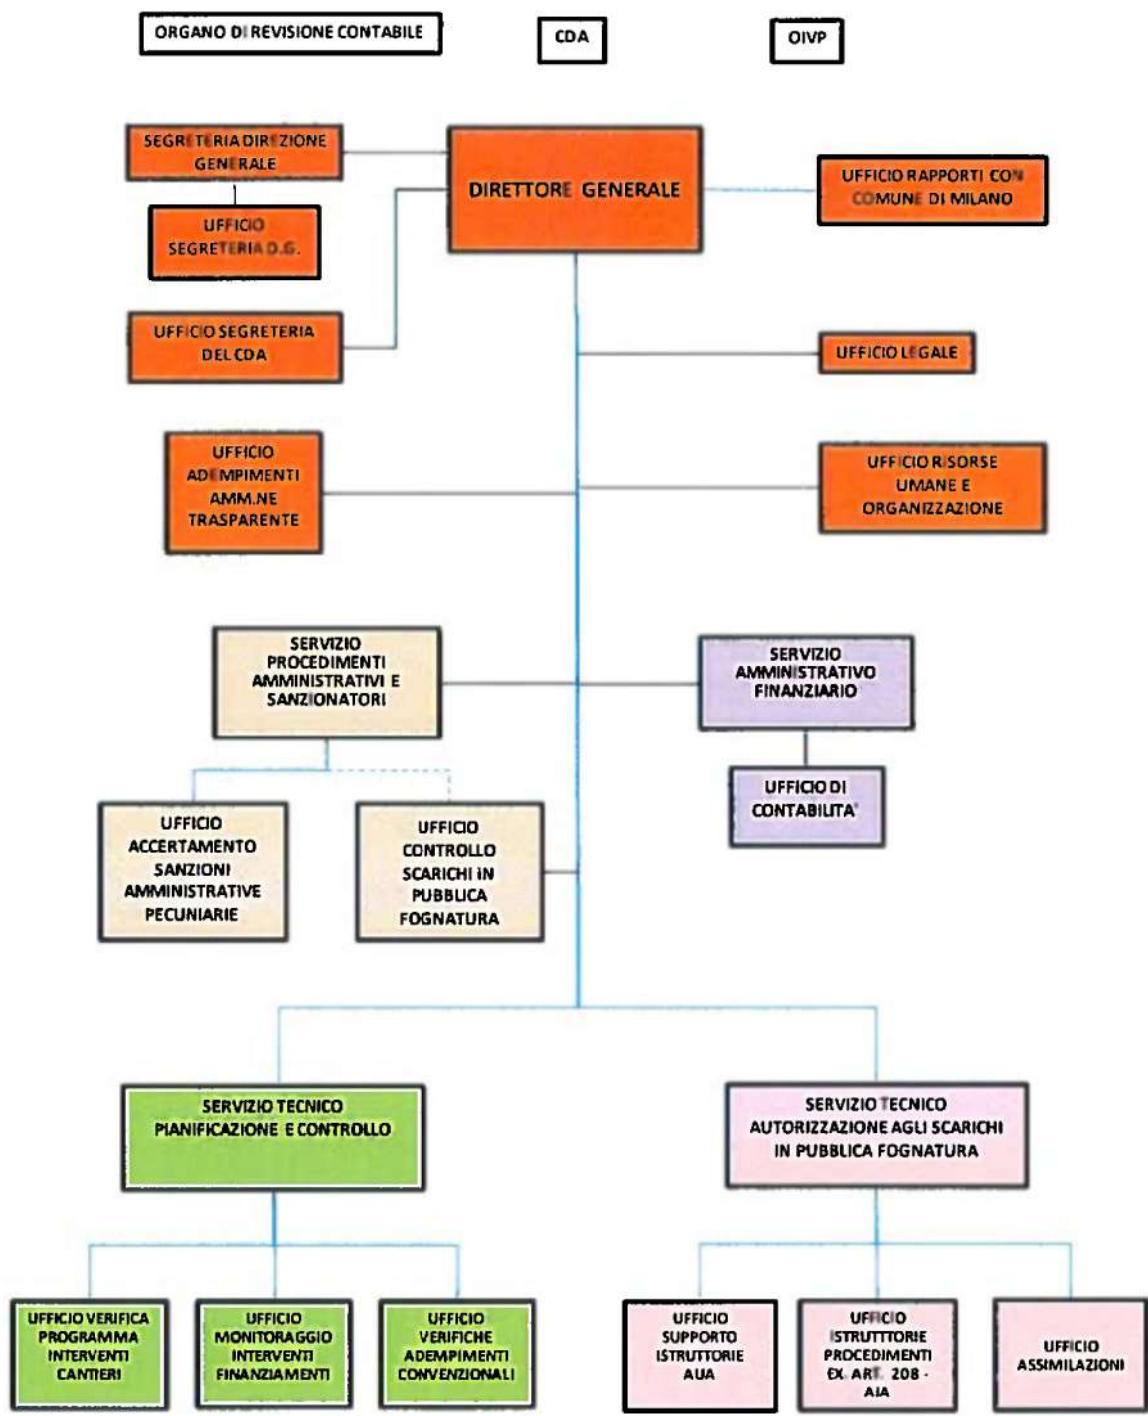 ORGANO DI REVISIONE CONTABILE
CDA
OIVP
SEGRETERIA DIREZIONE
GENERALE
DIRETTORE GENERALE
UFFICIO RAPPORTI CON
COMUNE DI MILANO
UFFICIO
SEGRETERIA D.G.
UFFICIO SEGRETERIA
DEL CDA
UFFICIO LEGALE
UFFICIO
ADEMPIMENTI
AMM.NE
TRASPARENTE
UFFICIO RISORSE
UMANE E
ORGANIZZAZIONE
SERVIZIO
PROCEDIMENTI
AMMINISTRATIVI E
SANZIONATORI
SERVIZIO
AMMINISTRATIVO
FINANZIARIO
UFFICIO DI
CONTABILITA'
UFFICIO
ACCERTAMENTO
SANZIONI
AMMINISTRATIVE
PECUNIARIE
UFFICIO
CONTROLLO
SCARICHI IN
PUBBLICA
FOGNATURA
SERVIZIO TECNICO
PIANIFICAZIONE E CONTROLLO
SERVIZIO TECNICO
AUTORIZZAZIONE AGLI SCARICHI
IN PUBBLICA FOGNATURA
UFFICIO VERIFICA
PROGRAMMA
INTERVENTI
CANTIERI
UFFICIO
MONITORAGGIO
INTERVENTI
FINANZIAMENTI
UFFICIO
VERIFICHE
ADEMPIMENTI
CONVENZIONALI
UFFICIO
SUPPORTO
ISTRUTTORIE
AUA
UFFICIO
ISTRUTTORIE
PROCEDIMENTI
EX. ART. 208 -
AIA
UFFICIO
ASSIMILAZIONI